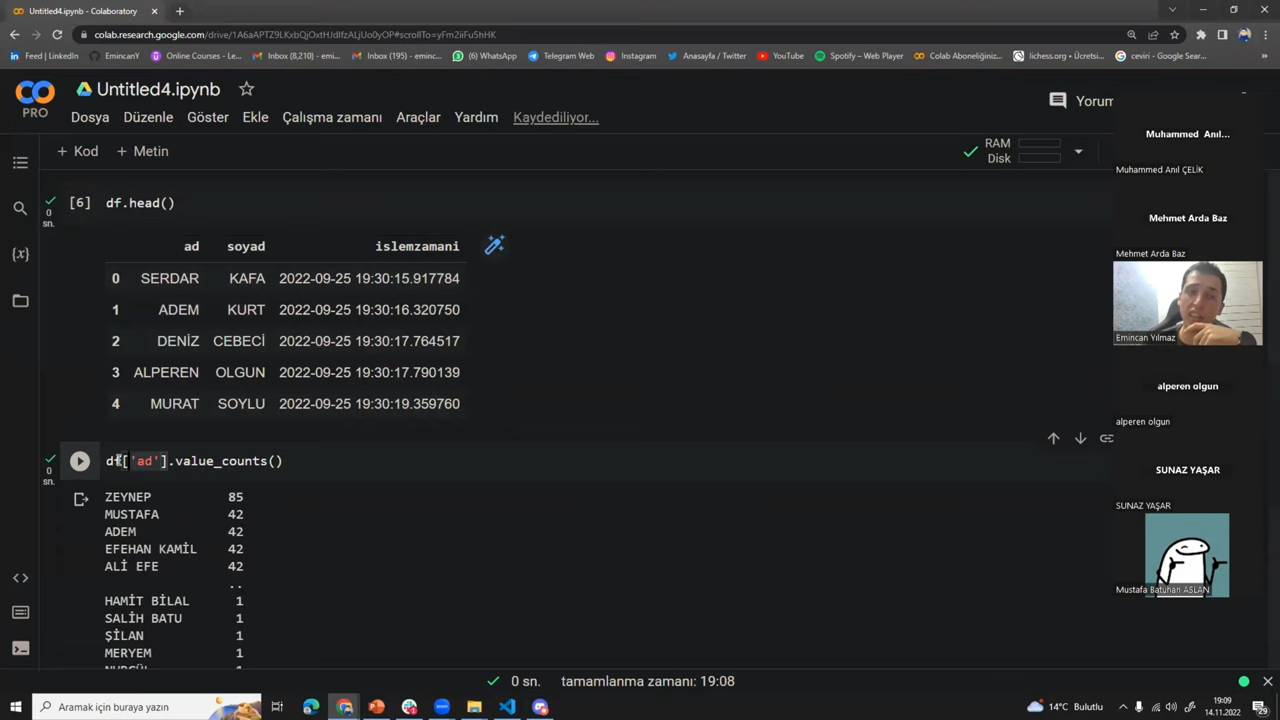 Untitled4.ipynb - Colaboratory
colab.research.google.com/drive/1A6aAPTZ9LKxbQjOxtHJdIfzALjUo0yOP#scrollTo=yFm2iiFu5hHK
Feed | LinkedIn EmincanY Online Courses - Le... Inbox (8,210) - emi... Inbox (195) - eminc... (6) WhatsApp Telegram Web Instagram Anasayfa / Twitter YouTube Spotify – Web Player Colab Aboneliğiniz... lichess.org • Ücretsi... ceviri - Google Sear...
Untitled4.ipynb
PRO
Dosya Düzenle Göster Ekle Çalışma zamanı Araçlar Yardım Kaydediliyor...
Yorum
+ Kod + Metin
RAM
Disk
[6] df.head()
0
sn.
ad soyad islemzamani
0 SERDAR KAFA 2022-09-25 19:30:15.917784
1 ADEM KURT 2022-09-25 19:30:16.320750
2 DENİZ CEBECİ 2022-09-25 19:30:17.764517
3 ALPEREN OLGUN 2022-09-25 19:30:17.790139
4 MURAT SOYLU 2022-09-25 19:30:19.359760
df['ad'].value_counts()
0
sn.
ZEYNEP 85
MUSTAFA 42
ADEM 42
EFEHAN KAMİL 42
ALİ EFE 42
..
HAMİT BİLAL 1
SALİH BATU 1
ŞİLAN 1
MERYEM 1
0 sn. tamamlanma zamanı: 19:08
Muhammed Anıl...
Muhammed Anıl ÇELİK
Mehmet Arda Baz
Mehmet Arda Baz
Emincan Yılmaz
alperen olgun
alperen olgun
SUNAZ YAŞAR
SUNAZ YAŞAR
Mustafa Batuhan ASLAN
Aramak için buraya yazın
14°C Bulutlu
19:09
14.11.2022
29